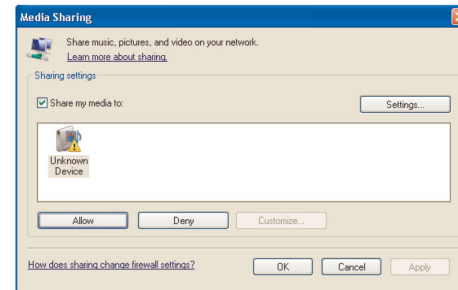 Media Sharing
Share music, pictures, and video on your network.
Learn more about sharing.
Sharing settings
Share my media to:
Settings...
Unknown
Device
Allow
Deny
Customize...
How does sharing change firewall settings?
OK
Cancel
Apply